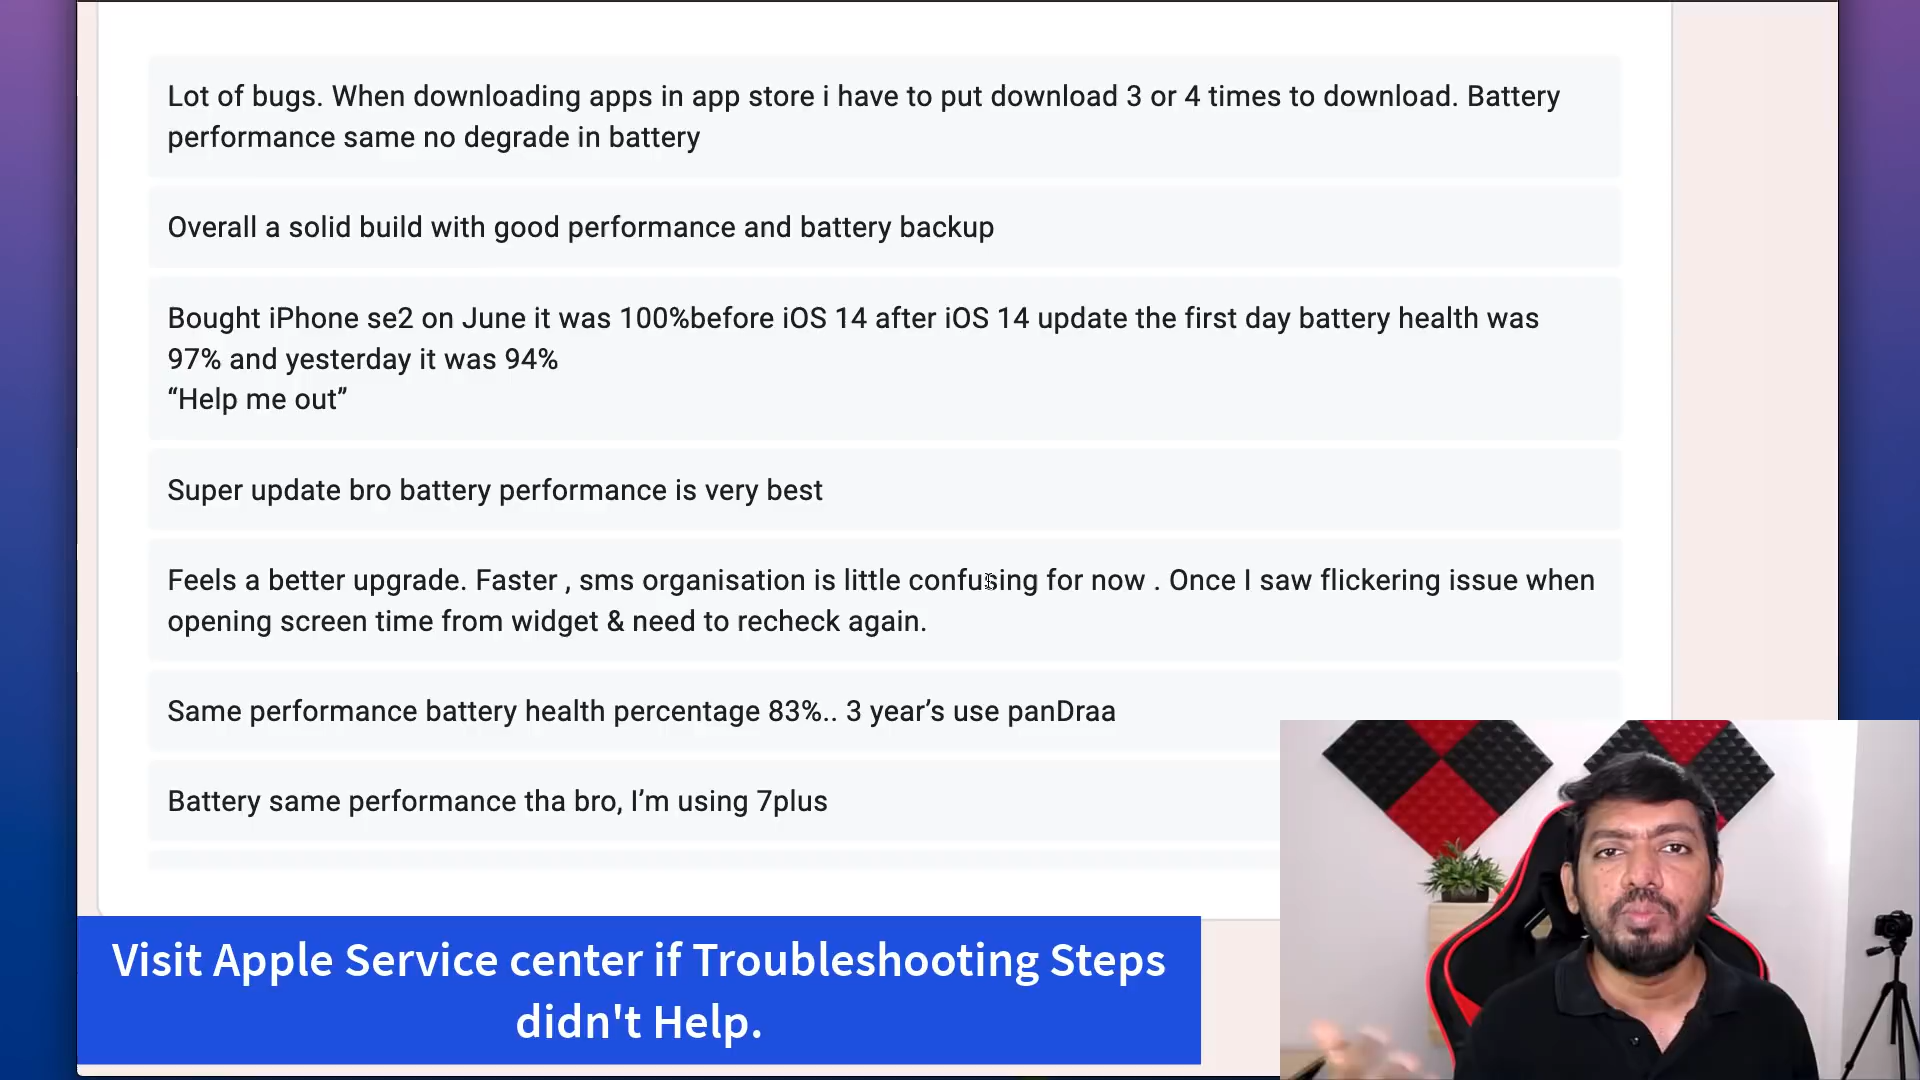 Lot of bugs. When downloading apps in app store i have to put download 3 or 4 times to download. Battery
performance same no degrade in battery
Overall a solid build with good performance and battery backup
Bought iPhone se2 on June it was 100%before iOS 14 after iOS 14 update the first day battery health was
97% and yesterday it was 94%
“Help me out”
Super update bro battery performance is very best
Feels a better upgrade. Faster , sms organisation is little confusing for now . Once I saw flickering issue when
opening screen time from widget & need to recheck again.
Same performance battery health percentage 83%.. 3 year’s use panDraa
Battery same performance tha bro, I’m using 7plus
Visit Apple Service center if Troubleshooting Steps
didn't Help.